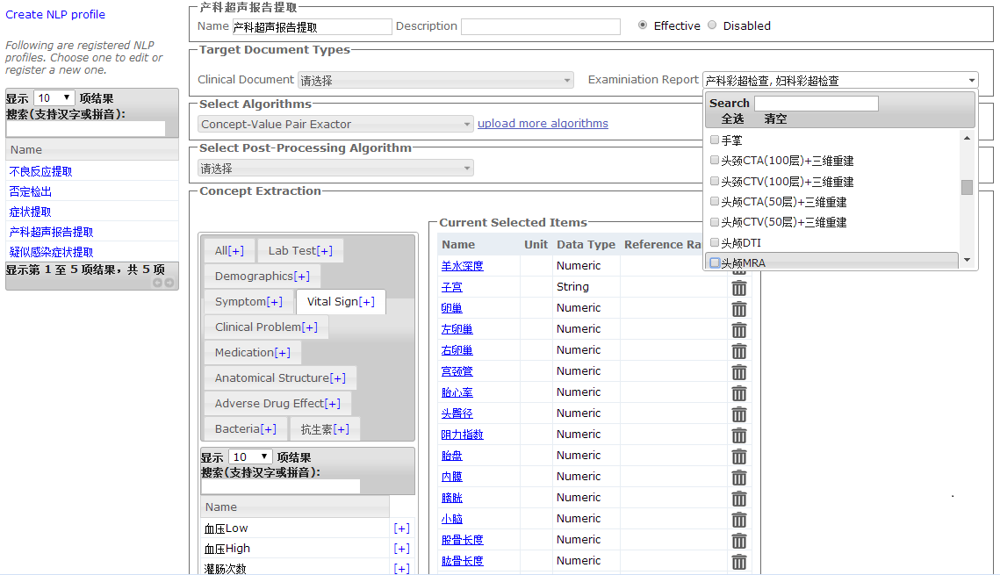 Create NLP profile
Following are registered NLP
profiles. Choose one to edit or
register a new one.
显示 10 项结果
搜索(支持汉字或拼音):
Name
不良反应提取
否定检出
症状提取
产科超声报告提取
疑似感染症状提取
显示第 1 至 5 项结果，共 5 项
产科超声报告提取
Name 产科超声报告提取 Description Effective Disabled
Target Document Types
Clinical Document 请选择 Examiniation Report 产科彩超检查, 妇科彩超检查
Select Algorithms
Concept-Value Pair Exactor upload more algorithms
Select Post-Processing Algorithm
请选择
Search
全选 清空
手掌
头颈CTA(100层)+三维重建
头颈CTV(100层)+三维重建
头颅CTA(50层)+三维重建
头颅CTV(50层)+三维重建
头颅DTI
头颅MRA
Concept Extraction
All[+] Lab Test[+]
Demographics[+]
Symptom[+] Vital Sign[+]
Clinical Problem[+]
Medication[+]
Anatomical Structure[+]
Adverse Drug Effect[+]
Bacteria[+] 抗生素[+]
显示 10 项结果
搜索(支持汉字或拼音):
Name
血压Low [+]
血压High [+]
灌肠次数 [+]
Current Selected Items
Name Unit Data Type Reference Ra
羊水深度 Numeric
子宫 String
卵巢 Numeric
左卵巢 Numeric
右卵巢 Numeric
宫颈管 Numeric
胎心率 Numeric
头臀径 Numeric
阻力指数 Numeric
胎盘 Numeric
内膜 Numeric
膀胱 Numeric
小脑 Numeric
股骨长度 Numeric
肱骨长度 Numeric